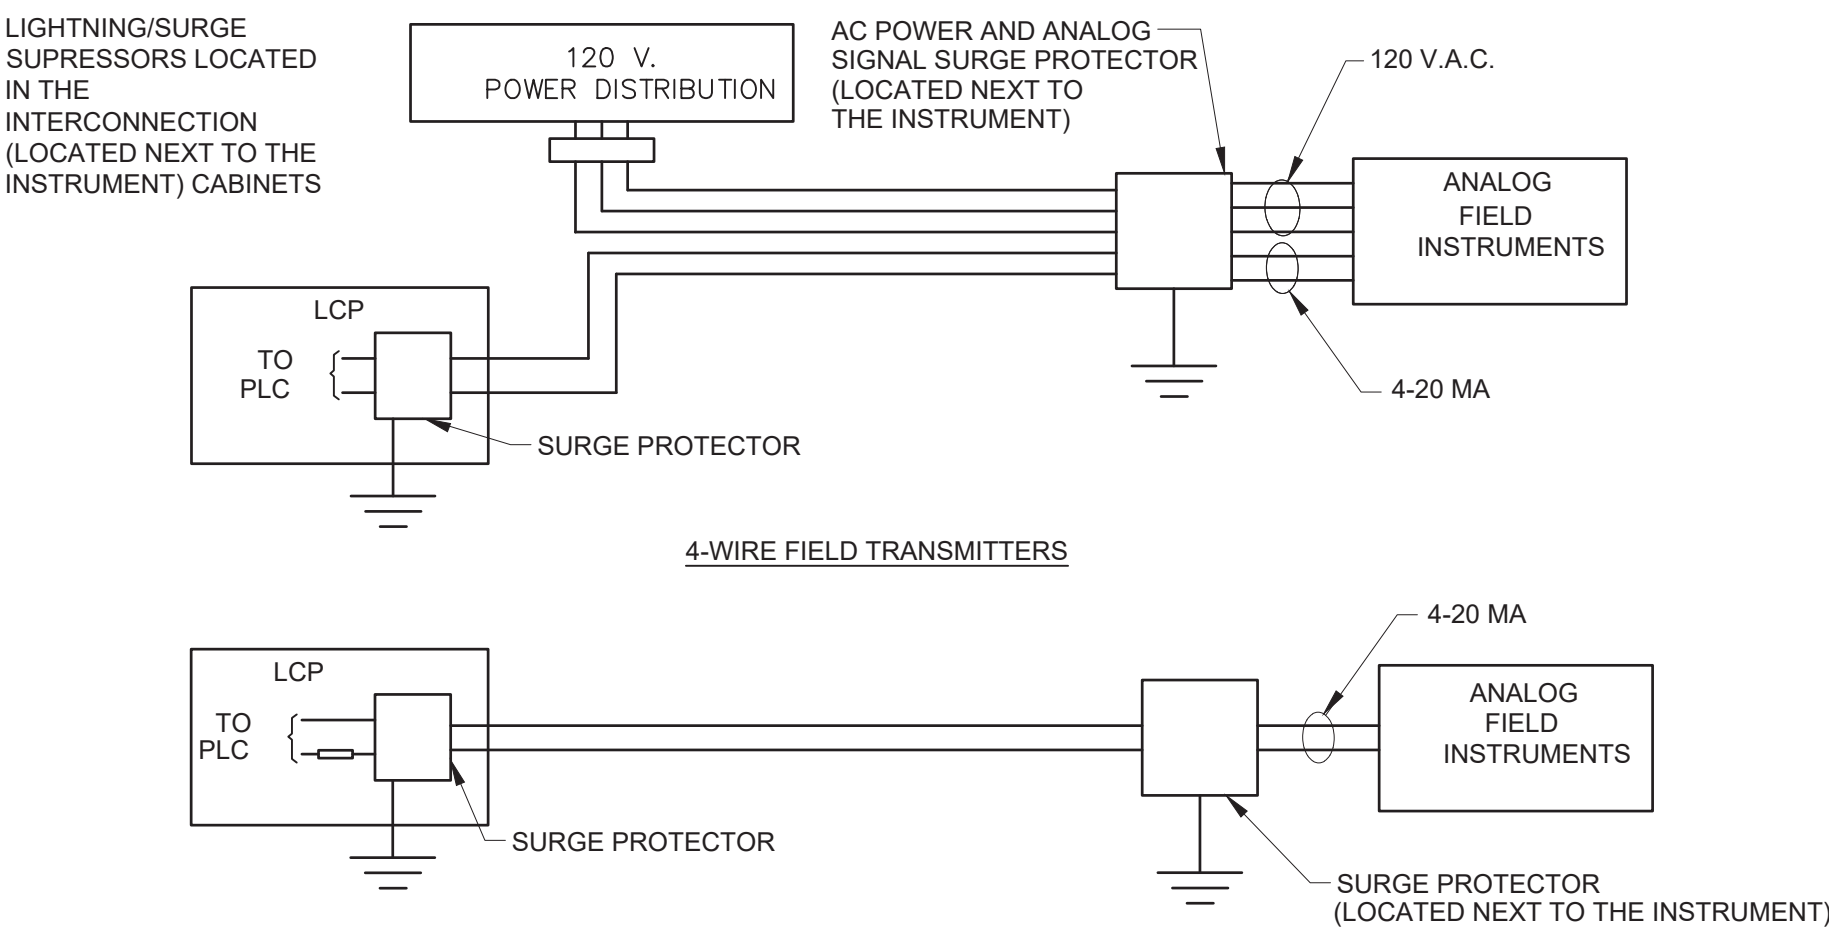 LIGHTNING/SURGE
SUPRESSORS LOCATED
IN THE
INTERCONNECTION
(LOCATED NEXT TO THE
INSTRUMENT) CABINETS
120 V.
POWER DISTRIBUTION
AC POWER AND ANALOG
SIGNAL SURGE PROTECTOR
(LOCATED NEXT TO
THE INSTRUMENT)
120 V.A.C.
ANALOG
FIELD
INSTRUMENTS
LCP
TO
PLC
4-20 MA
SURGE PROTECTOR
4-WIRE FIELD TRANSMITTERS
4-20 MA
LCP
TO
PLC
ANALOG
FIELD
INSTRUMENTS
SURGE PROTECTOR
SURGE PROTECTOR
(LOCATED NEXT TO THE INSTRUMENT)